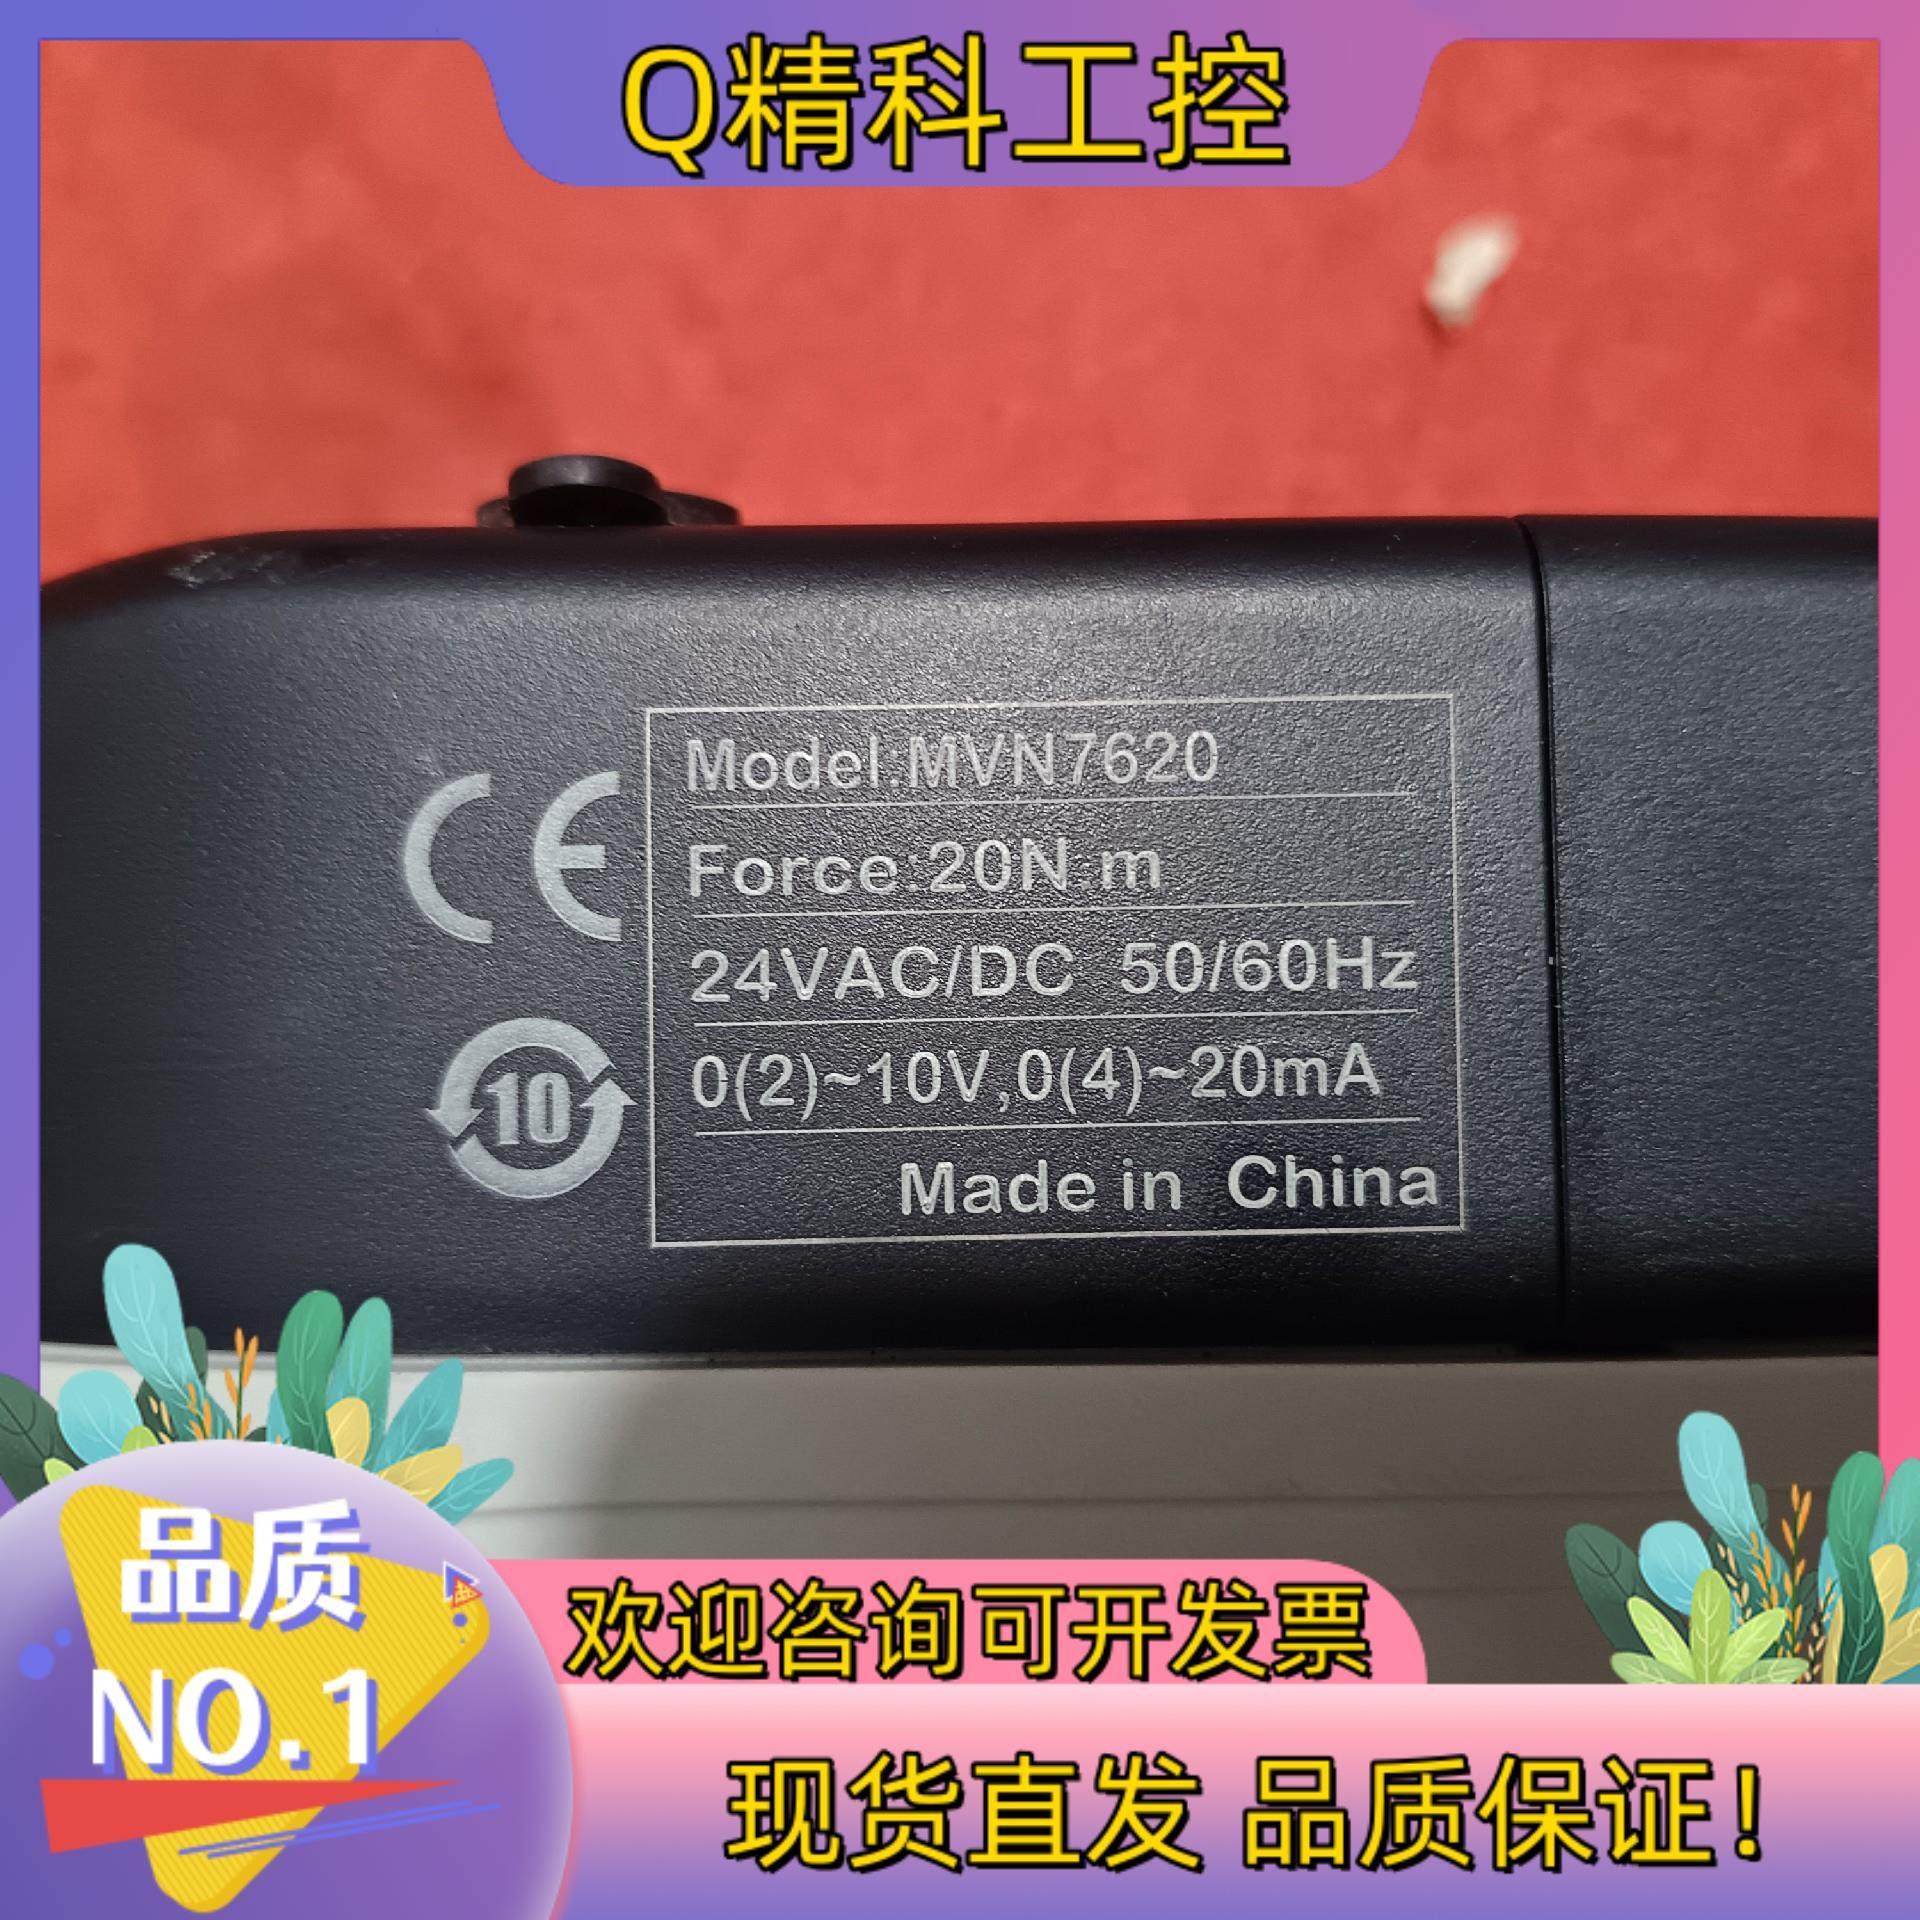 Q精科工控
Model:MVN7620
Force:20N.m
24VAC/DC 50/60Hz
0(2)~10V,0(4)~20mA
Made in China
CE
10
品质
NO.1
欢迎咨询可开发票
现货直发 品质保证！